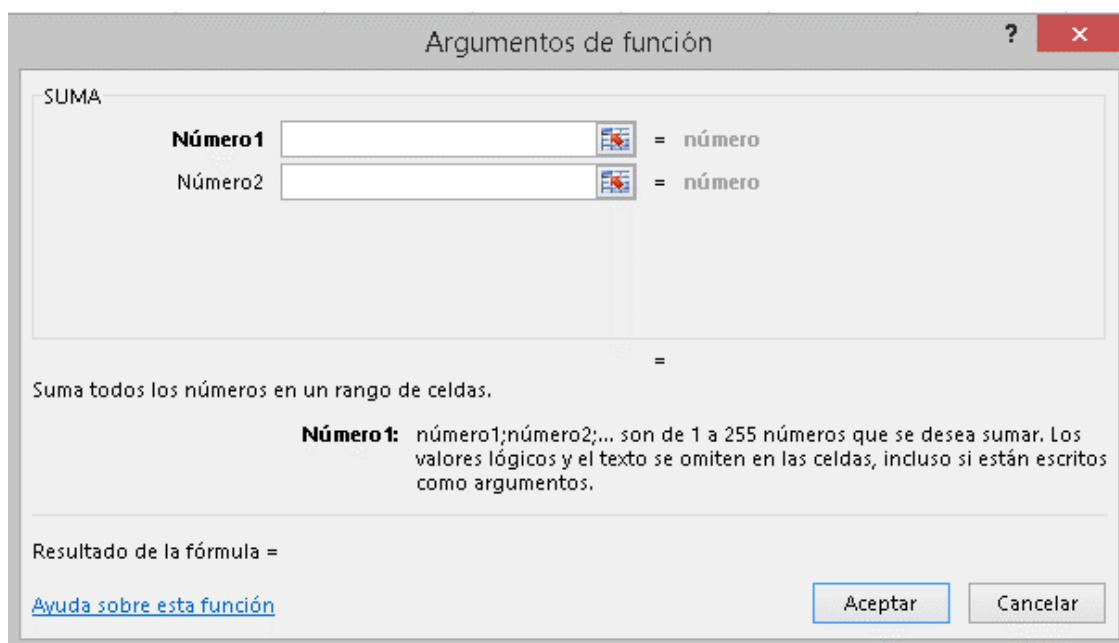 Argumentos de función
?
SUMA
Número1 = número
Número2 = número
=
Suma todos los números en un rango de celdas.
Número1: número1;número2;... son de 1 a 255 números que se desea sumar. Los
valores lógicos y el texto se omiten en las celdas, incluso si están escritos
como argumentos.
Resultado de la fórmula =
Ayuda sobre esta función
Aceptar
Cancelar